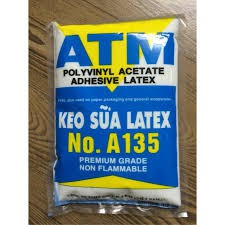 ATM
POLYVINYL ACETATE
ADHESIVE LATEX
KEO SỮA LATEX
No. A135
PREMIUM GRADE
NON FLAMMABLE